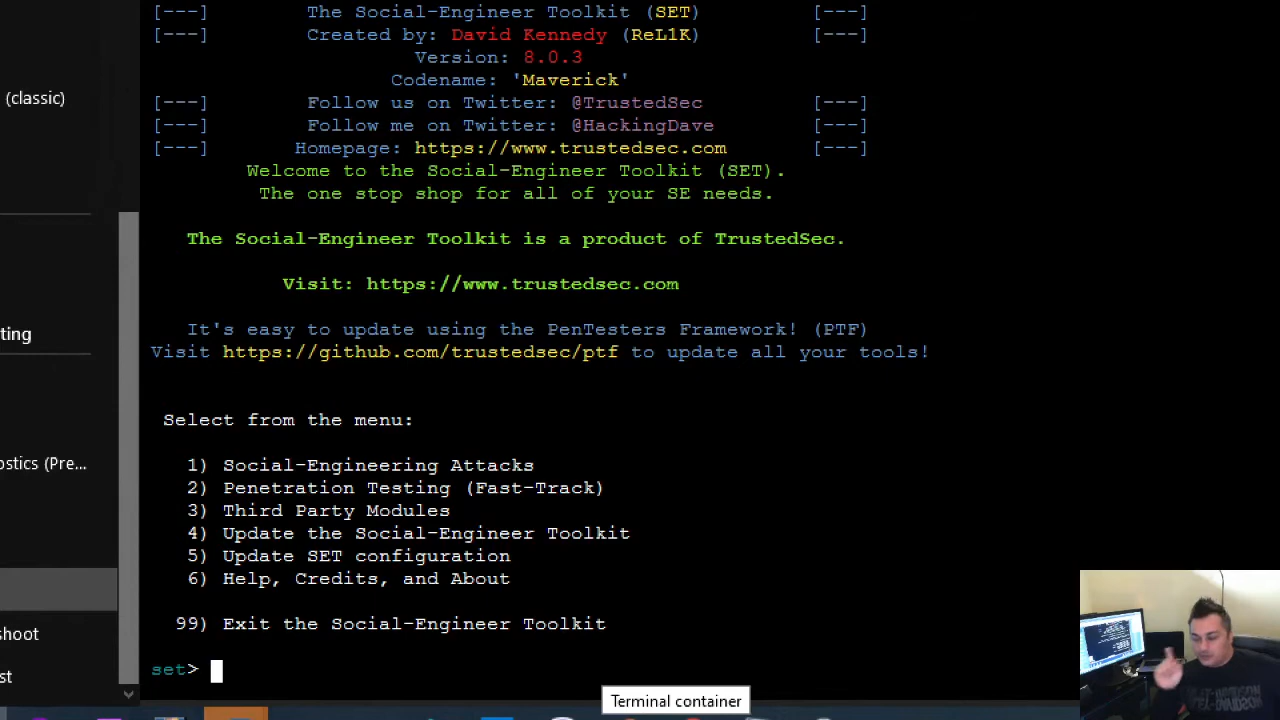 [---] The Social-Engineer Toolkit (SET) [---]
[---] Created by: David Kennedy (ReL1K) [---]
Version: 8.0.3
Codename: 'Maverick'
[---] Follow us on Twitter: @TrustedSec [---]
[---] Follow me on Twitter: @HackingDave [---]
[---] Homepage: https://www.trustedsec.com [---]
Welcome to the Social-Engineer Toolkit (SET).
The one stop shop for all of your SE needs.
The Social-Engineer Toolkit is a product of TrustedSec.
Visit: https://www.trustedsec.com
It's easy to update using the PenTesters Framework! (PTF)
Visit https://github.com/trustedsec/ptf to update all your tools!
Select from the menu:
1) Social-Engineering Attacks
2) Penetration Testing (Fast-Track)
3) Third Party Modules
4) Update the Social-Engineer Toolkit
5) Update SET configuration
6) Help, Credits, and About
99) Exit the Social-Engineer Toolkit
set>
Terminal container
(classic)
ting
ostics (Pre...
shoot
st